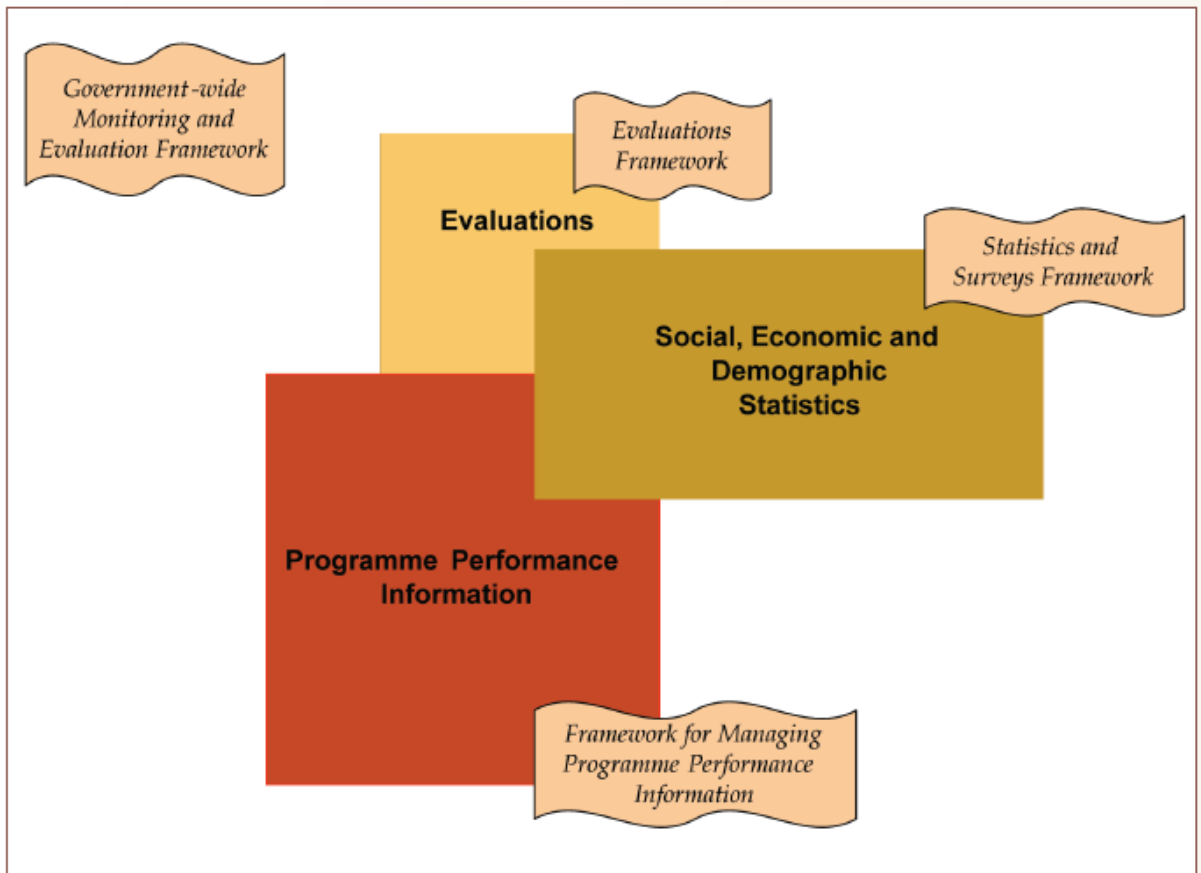 Government-wide
Monitoring and
Evaluation Framework
Evaluations
Framework
Evaluations
Statistics and
Surveys Framework
Social, Economic and
Demographic
Statistics
Programme Performance
Information
Framework for Managing
Programme Performance
Information